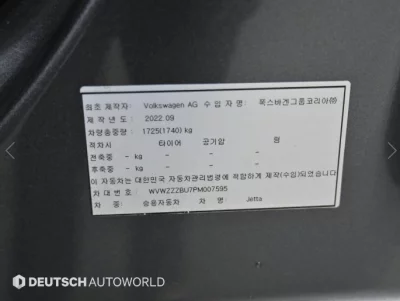 최초 제작자: Volkswagen AG 수 입 자 명: 폭스바겐그룹코리아㈜
제 작 년 도: 2022.09
차량총중량: 1725(1740) kg
적차시 타이어 공기압 림
전축중 - kg - - -
후축중 - kg - - -
이 자동차는 대한민국 자동차관리법령에 적합하게 제작(수입)되었습니다
차 대 번 호: WVWZZZBU7PM007595
차 종: 승용자동차 차 명: Jetta
DEUTSCH AUTOWORLD